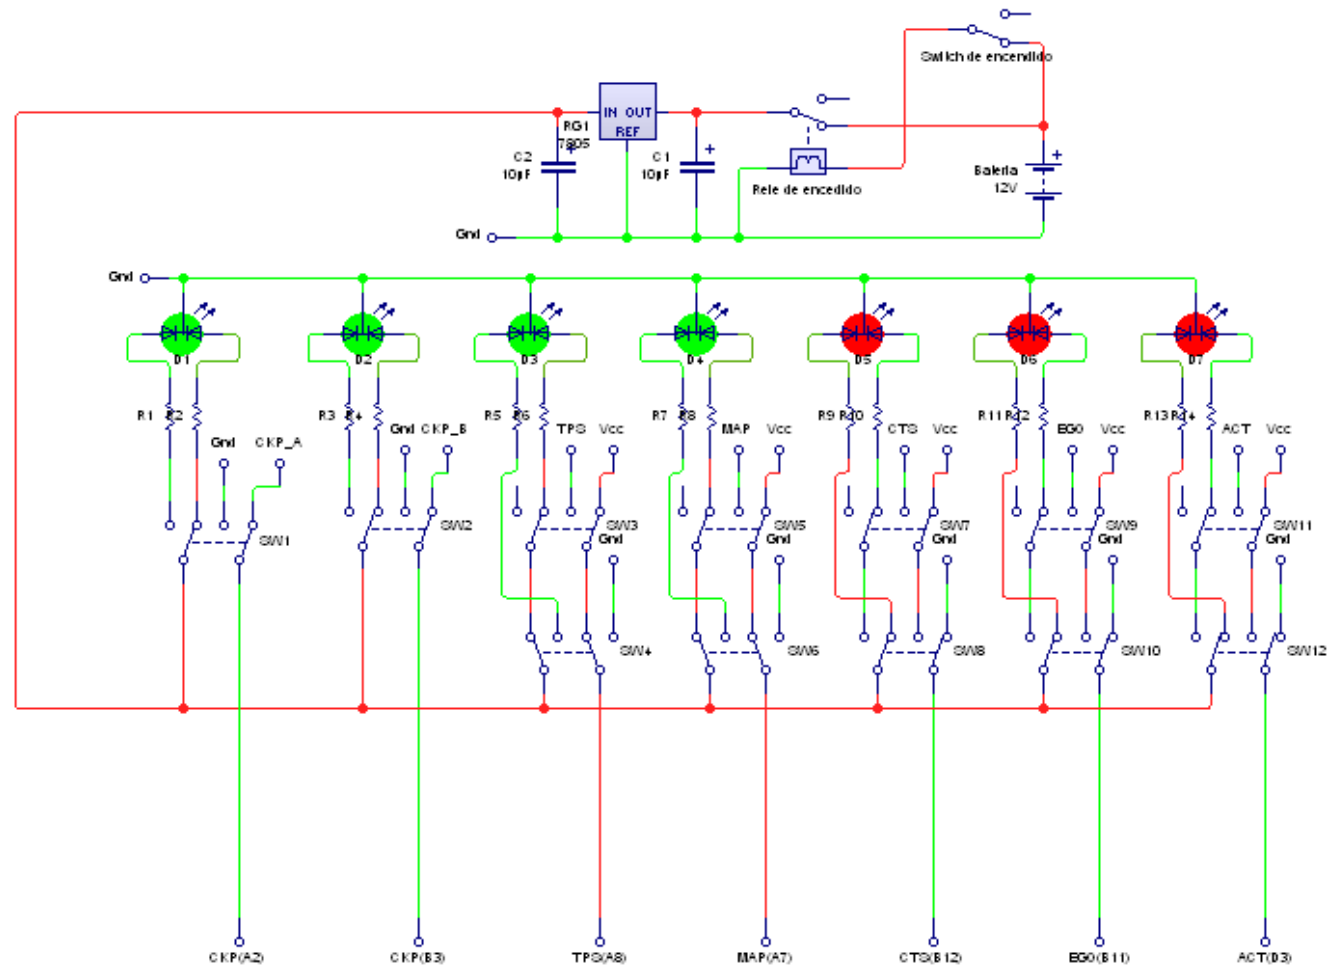 Switch de encendido
IN OUT
REF
RG1
7805
C2
10µF
C1
10µF
Rele de encedido
Bateria
12V
Gnd
Gnd
D1 D2 D3 D4 D5 D6 D7
R1 R2 R3 R4 R5 R6 R7 R8 R9 R10 R11 R12 R13 R14
Gnd CKP_A Gnd CKP_B TPS Vcc MAP Vcc CTS Vcc EGO Vcc ACT Vcc
SW1 SW2 SW3 SW5 SW7 SW9 SW11
Gnd Gnd Gnd Gnd Gnd
SW4 SW6 SW8 SW10 SW12
CKP(A2) CKP(B3) TPS(A8) MAP(A7) CTS(B12) EGO(B11) ACT(D3)